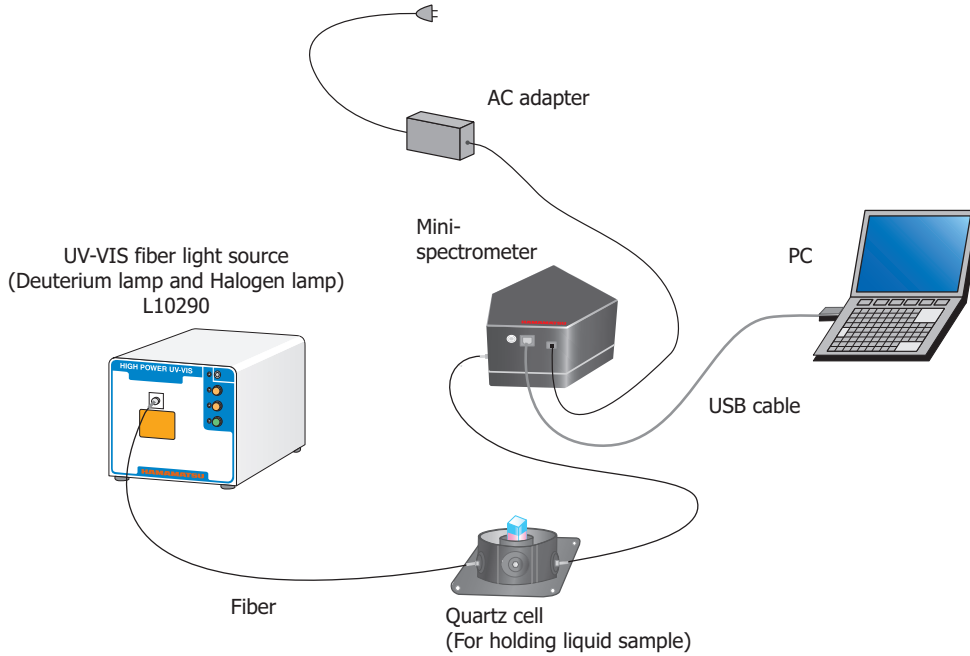 AC adapter
Mini-
spectrometer
PC
UV-VIS fiber light source
(Deuterium lamp and Halogen lamp)
L10290
HIGH POWER UV-VIS
HAMAMATSU
USB cable
Fiber
Quartz cell
(For holding liquid sample)